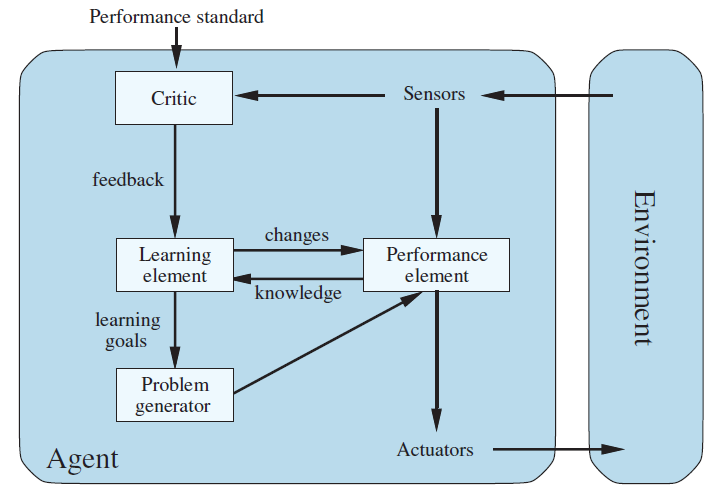 Performance standard
Critic
Sensors
feedback
changes
Learning
element
Performance
element
knowledge
learning
goals
Problem
generator
Agent
Actuators
Environment